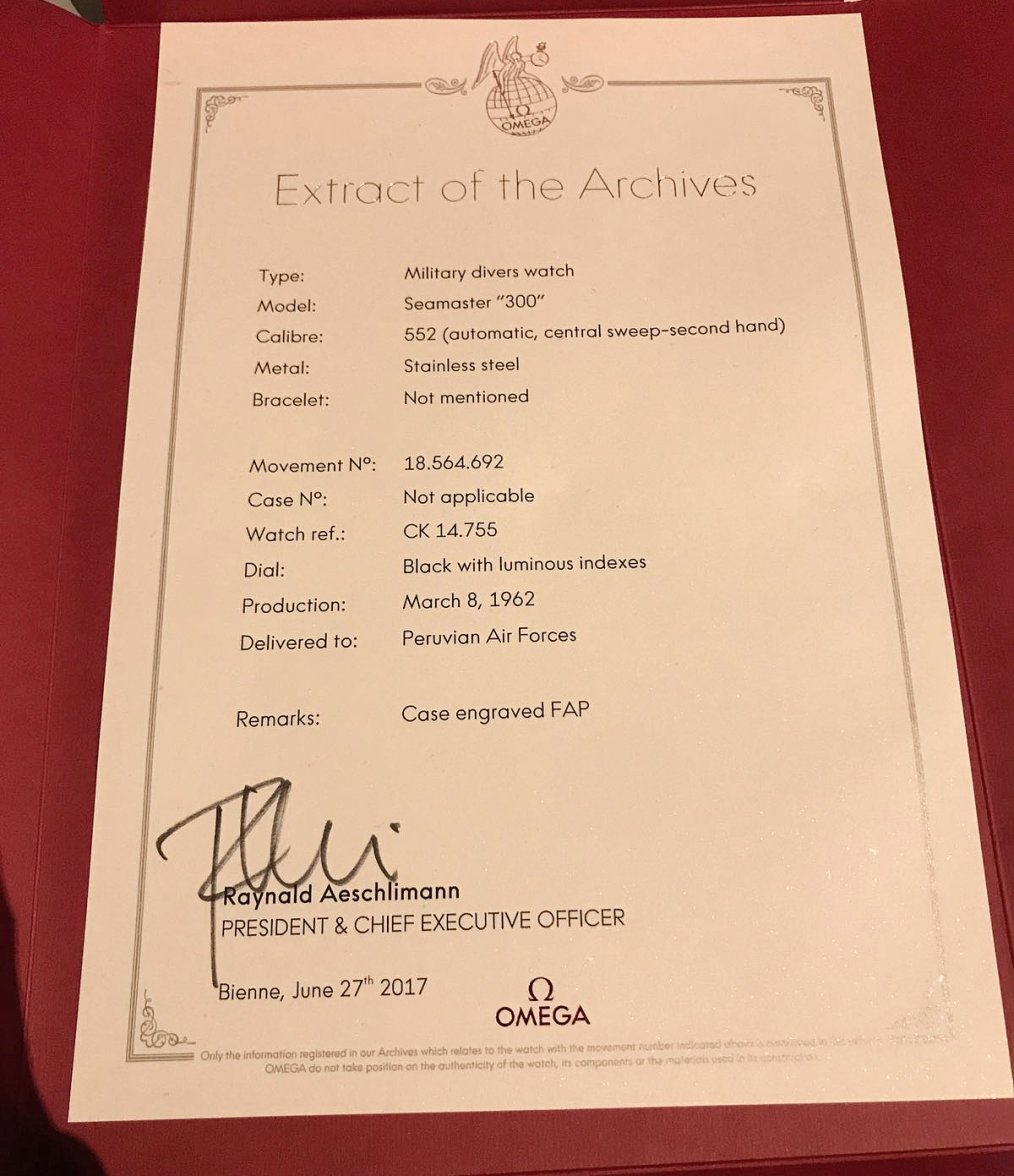 Ω
OMEGA
Extract of the Archives
Type: Military divers watch
Model: Seamaster "300"
Calibre: 552 (automatic, central sweep-second hand)
Metal: Stainless steel
Bracelet: Not mentioned
Movement Nº: 18.564.692
Case Nº: Not applicable
Watch ref.: CK 14.755
Dial: Black with luminous indexes
Production: March 8, 1962
Delivered to: Peruvian Air Forces
Remarks: Case engraved FAP
Raynald Aeschlimann
PRESIDENT & CHIEF EXECUTIVE OFFICER
Bienne, June 27th 2017
Ω
OMEGA
Only the information registered in our Archives which relates to the watch with the movement number indicated above is
OMEGA do not take position on the authenticity of the watch, its components or the materials used in its construction.